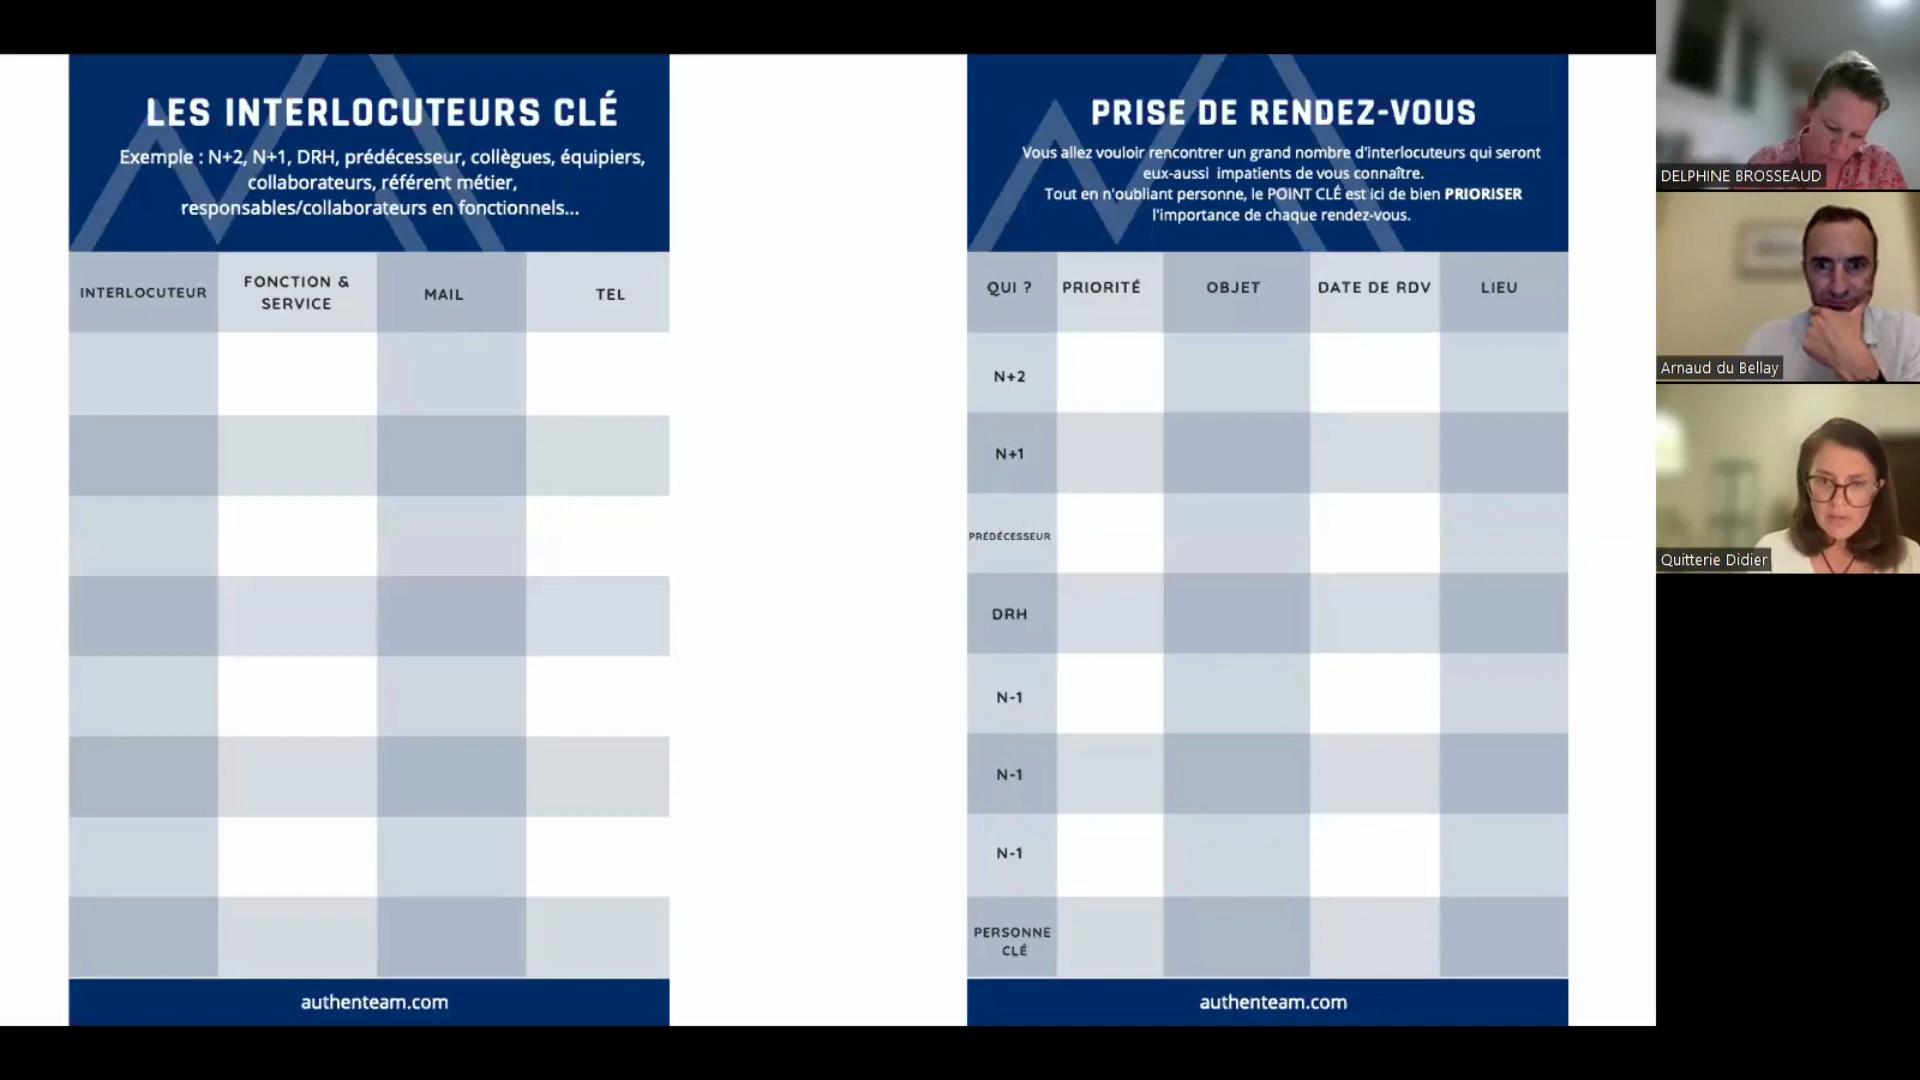 LES INTERLOCUTEURS CLÉ
Exemple : N+2, N+1, DRH, prédécesseur, collègues, équipiers,
collaborateurs, référent métier,
responsables/collaborateurs en fonctionnels...
INTERLOCUTEUR
FONCTION &
SERVICE
MAIL
TEL
authenteam.com
PRISE DE RENDEZ-VOUS
Vous allez vouloir rencontrer un grand nombre d'interlocuteurs qui seront
eux-aussi impatients de vous connaître.
Tout en n'oubliant personne, le POINT CLÉ est ici de bien PRIORISER
l'importance de chaque rendez-vous.
QUI ?
PRIORITÉ
OBJET
DATE DE RDV
LIEU
N+2
N+1
PRÉDÉCESSEUR
DRH
N-1
N-1
N-1
PERSONNE
CLÉ
authenteam.com
DELPHINE BROSSEAUD
Arnaud du Bellay
Quitterie Didier